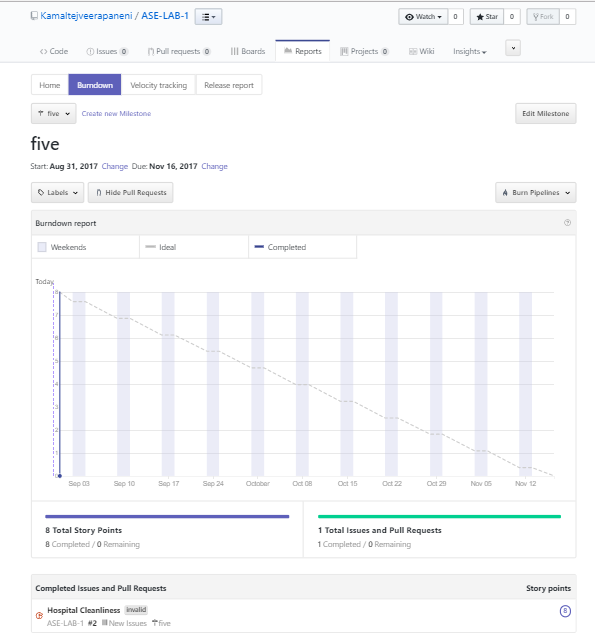 Kamaltejveerapaneni / ASE-LAB-1
Watch 0 Star 0 Fork 0
Code Issues 0 Pull requests 0 Boards Reports Projects 0 Wiki Insights
Home Burndown Velocity tracking Release report
five Create new Milestone Edit Milestone
five
Start: Aug 31, 2017 Change Due: Nov 16, 2017 Change
Labels Hide Pull Requests Burn Pipelines
Burndown report
Weekends Ideal Completed
Today
8
7
6
5
4
3
2
1
0
Sep 03 Sep 10 Sep 17 Sep 24 October Oct 08 Oct 15 Oct 22 Oct 29 Nov 05 Nov 12
8 Total Story Points 1 Total Issues and Pull Requests
8 Completed / 0 Remaining 1 Completed / 0 Remaining
Completed Issues and Pull Requests Story points
Hospital Cleanliness invalid 8
ASE-LAB-1 #2 New Issues five